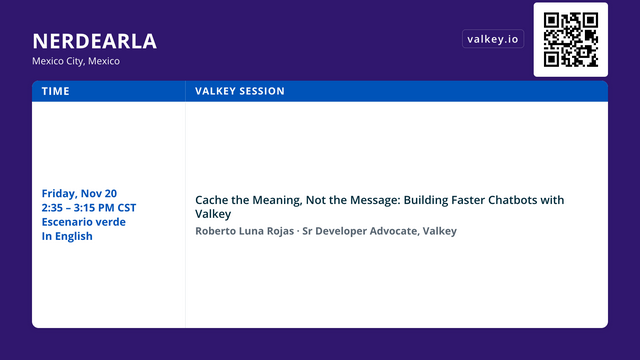 NERDEARLA
Mexico City, Mexico
valkey.io
TIME
VALKEY SESSION
Friday, Nov 20
2:35 – 3:15 PM CST
Escenario verde
In English
Cache the Meaning, Not the Message: Building Faster Chatbots with
Valkey
Roberto Luna Rojas · Sr Developer Advocate, Valkey